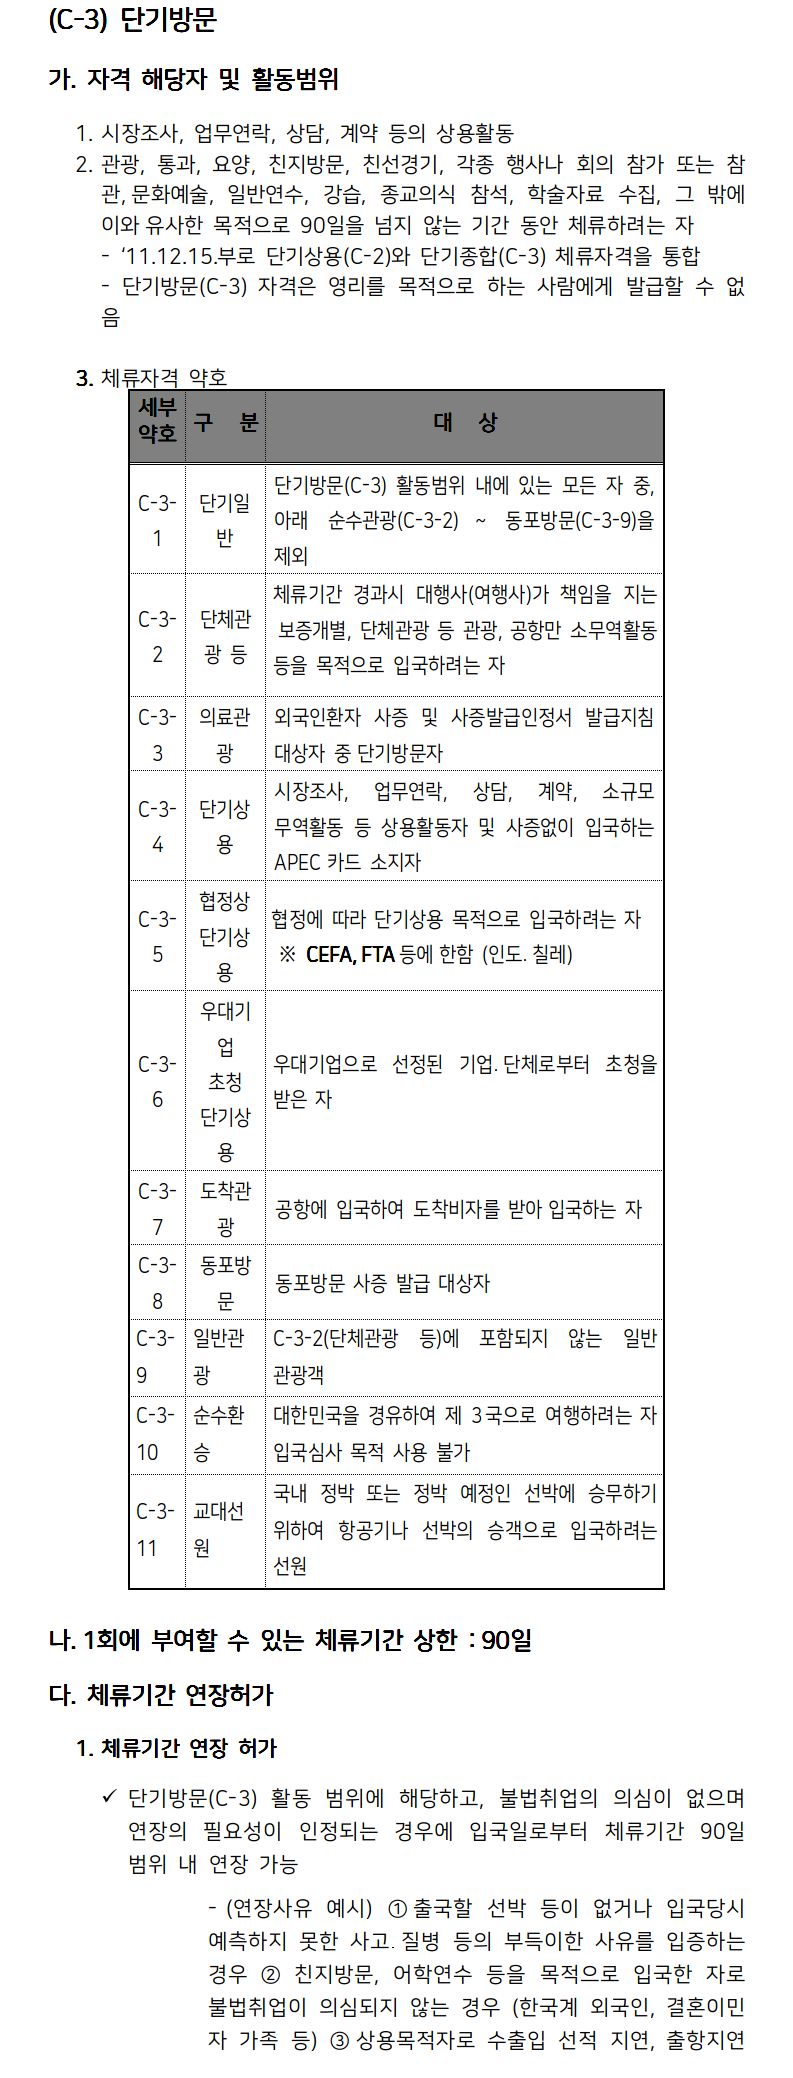 (C-3) 단기방문
가. 자격 해당자 및 활동범위
1. 시장조사, 업무연락, 상담, 계약 등의 상용활동
2. 관광, 통과, 요양, 친지방문, 친선경기, 각종 행사나 회의 참가 또는 참
관, 문화예술, 일반연수, 강습, 종교의식 참석, 학술자료 수집, 그 밖에
이와 유사한 목적으로 90일을 넘지 않는 기간 동안 체류하려는 자
- ‘11.12.15.부로 단기상용(C-2)와 단기종합(C-3) 체류자격을 통합
- 단기방문(C-3) 자격은 영리를 목적으로 하는 사람에게 발급할 수 없
음
3. 체류자격 약호
세부
약호
구 분
대 상
C-3-
1
단기일
반
단기방문(C-3) 활동범위 내에 있는 모든 자 중,
아래 순수관광(C-3-2) ~ 동포방문(C-3-9)을
제외
C-3-
2
단체관
광 등
체류기간 경과시 대행사(여행사)가 책임을 지는
보증개별, 단체관광 등 관광, 공항만 소무역활동
등을 목적으로 입국하려는 자
C-3-
3
의료관
광
외국인환자 사증 및 사증발급인정서 발급지침
대상자 중 단기방문자
C-3-
4
단기상
용
시장조사, 업무연락, 상담, 계약, 소규모
무역활동 등 상용활동자 및 사증없이 입국하는
APEC 카드 소지자
C-3-
5
협정상
단기상
용
협정에 따라 단기상용 목적으로 입국하려는 자
※ CEFA, FTA 등에 한함 (인도. 칠레)
C-3-
6
우대기
업
초청
단기상
용
우대기업으로 선정된 기업. 단체로부터 초청을
받은 자
C-3-
7
도착관
광
공항에 입국하여 도착비자를 받아 입국하는 자
C-3-
8
동포방
문
동포방문 사증 발급 대상자
C-3-
9
일반관
광
C-3-2(단체관광 등)에 포함되지 않는 일반
관광객
C-3-
10
순수환
승
대한민국을 경유하여 제 3국으로 여행하려는 자
입국심사 목적 사용 불가
C-3-
11
교대선
원
국내 정박 또는 정박 예정인 선박에 승무하기
위하여 항공기나 선박의 승객으로 입국하려는
선원
나. 1회에 부여할 수 있는 체류기간 상한 : 90일
다. 체류기간 연장허가
1. 체류기간 연장 허가
✓ 단기방문(C-3) 활동 범위에 해당하고, 불법취업의 의심이 없으며
연장의 필요성이 인정되는 경우에 입국일로부터 체류기간 90일
범위 내 연장 가능
- (연장사유 예시) ① 출국할 선박 등이 없거나 입국당시
예측하지 못한 사고. 질병 등의 부득이한 사유를 입증하는
경우 ② 친지방문, 어학연수 등을 목적으로 입국한 자로
불법취업이 의심되지 않는 경우 (한국계 외국인, 결혼이민
자 가족 등) ③ 상용목적자로 수출입 선적 지연, 출항지연